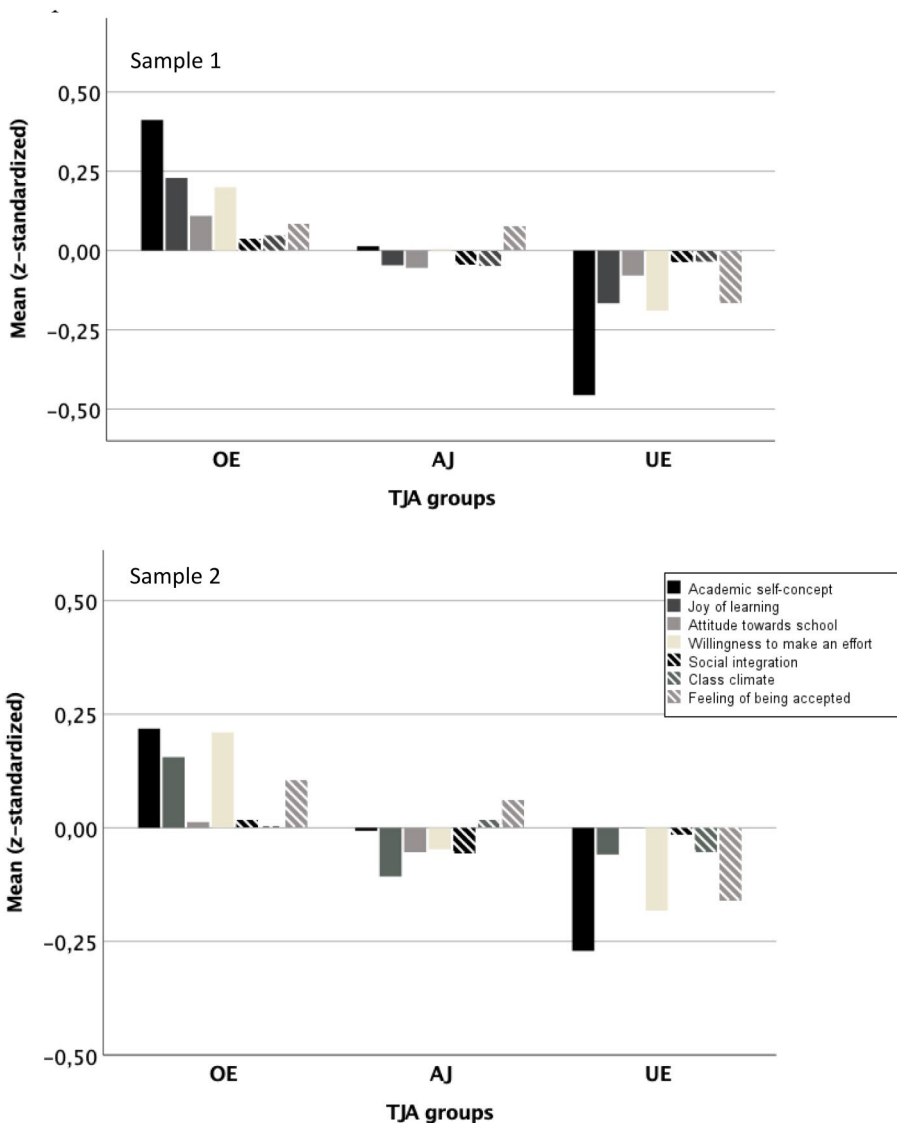 Sample 1
0,50
0,25
0,00
−0,25
−0,50
Mean (z-standardized)
OE AJ UE
TJA groups
Sample 2
0,50
0,25
0,00
−0,25
−0,50
Mean (z-standardized)
Academic self-concept
Joy of learning
Attitude towards school
Willingness to make an effort
Social integration
Class climate
Feeling of being accepted
OE AJ UE
TJA groups